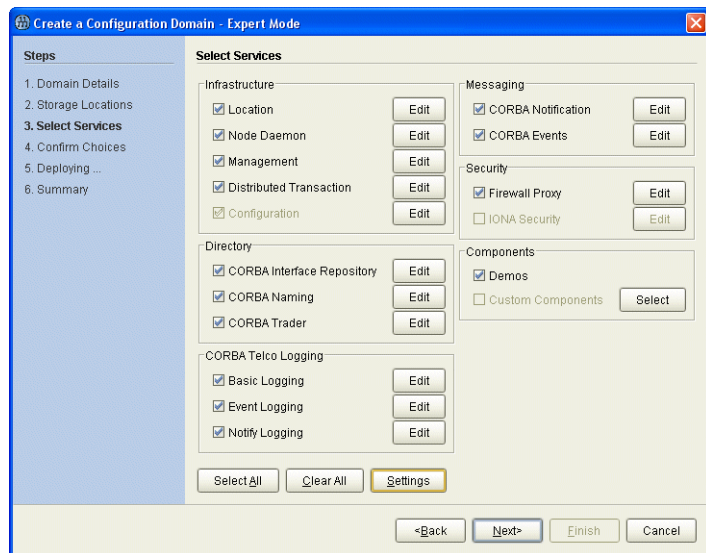 Create a Configuration Domain - Expert Mode
Steps
1. Domain Details
2. Storage Locations
3. Select Services
4. Confirm Choices
5. Deploying ...
6. Summary
Select Services
Infrastructure
Location Edit
Node Daemon Edit
Management Edit
Distributed Transaction Edit
Configuration Edit
Directory
CORBA Interface Repository Edit
CORBA Naming Edit
CORBA Trader Edit
CORBA Telco Logging
Basic Logging Edit
Event Logging Edit
Notify Logging Edit
Messaging
CORBA Notification Edit
CORBA Events Edit
Security
Firewall Proxy Edit
IONA Security Edit
Components
Demos
Custom Components Select
Select All Clear All Settings
<Back Next> Finish Cancel